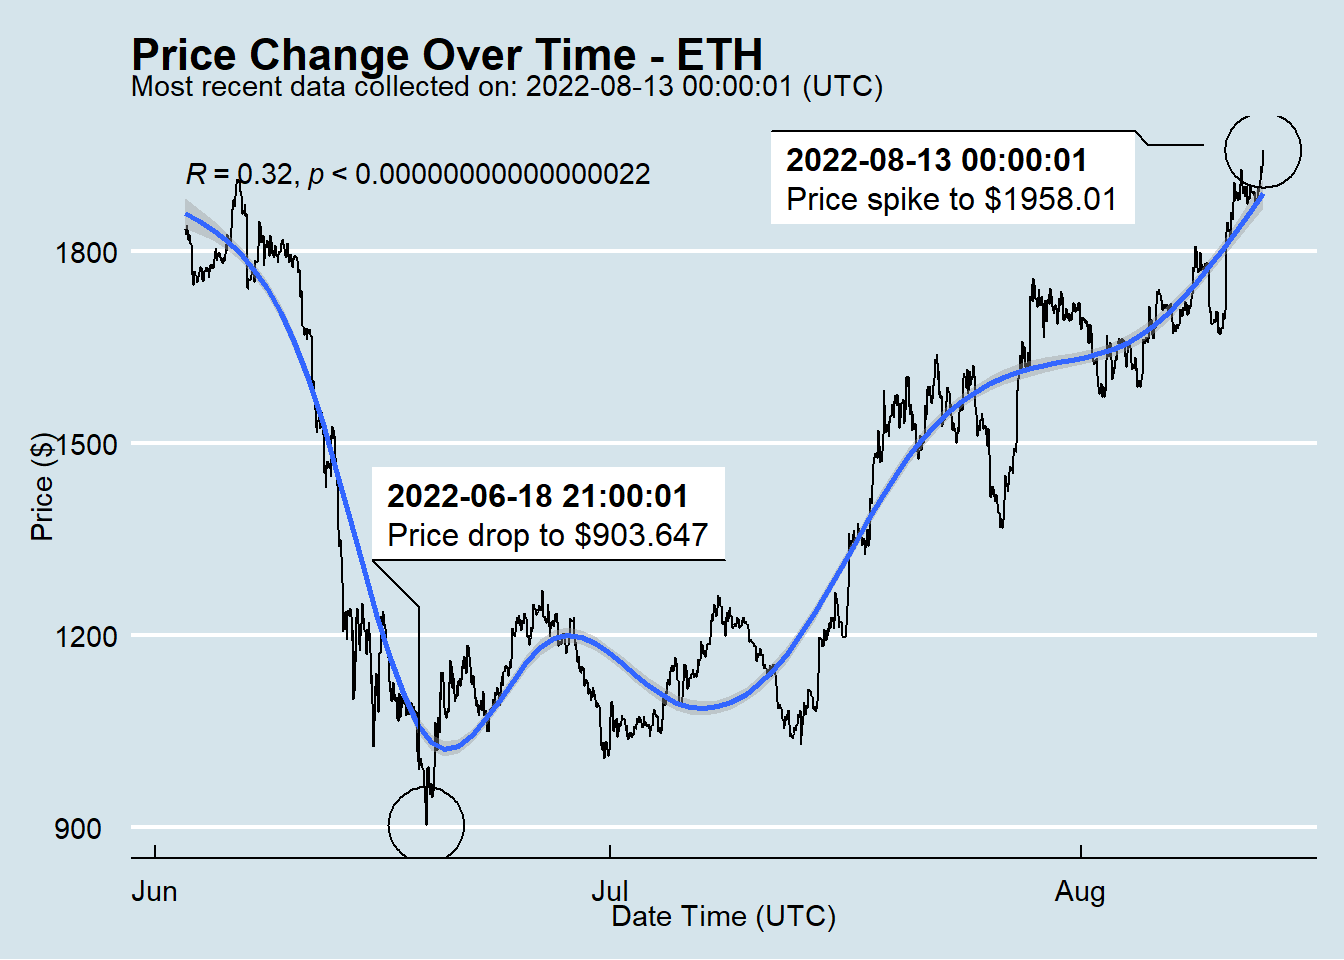 Price Change Over Time - ETH
Most recent data collected on: 2022-08-13 00:00:01 (UTC)
R = 0.32, p < 0.00000000000000022
2022-08-13 00:00:01
Price spike to $1958.01
1800
1500
1200
900
Price ($)
2022-06-18 21:00:01
Price drop to $903.647
Jun
Jul
Aug
Date Time (UTC)